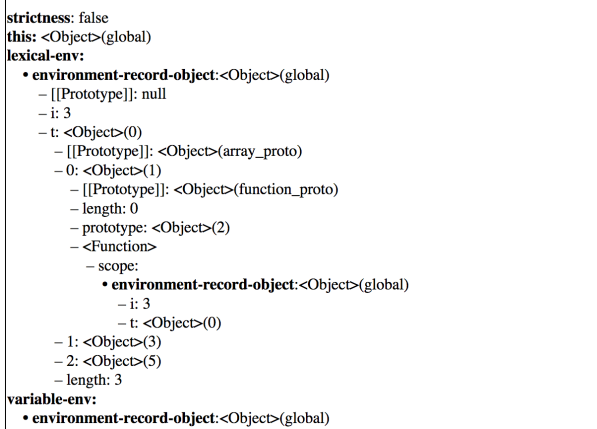 strictness: false
this: <Object>(global)
lexical-env:
• environment-record-object:<Object>(global)
– [[Prototype]]: null
– i: 3
– t: <Object>(0)
– [[Prototype]]: <Object>(array_proto)
– 0: <Object>(1)
– [[Prototype]]: <Object>(function_proto)
– length: 0
– prototype: <Object>(2)
– <Function>
– scope:
• environment-record-object:<Object>(global)
– i: 3
– t: <Object>(0)
– 1: <Object>(3)
– 2: <Object>(5)
– length: 3
variable-env:
• environment-record-object:<Object>(global)